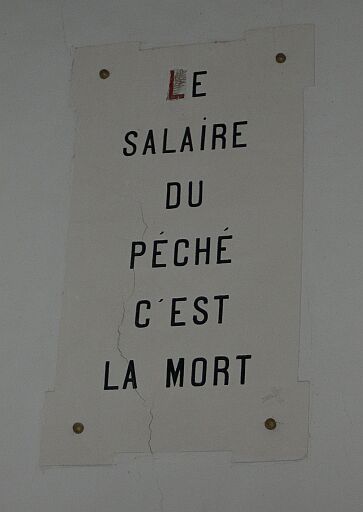 LE
SALAIRE
DU
PÉCHÉ
C'EST
LA MORT